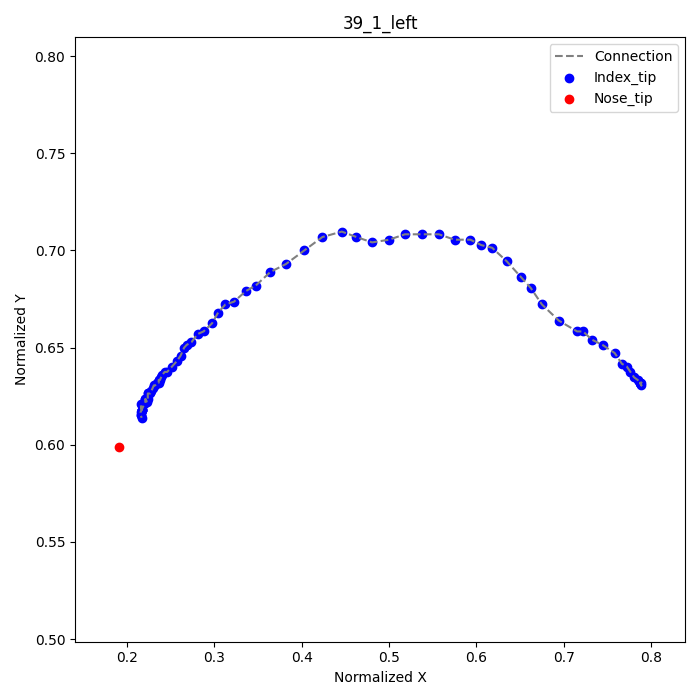 39_1_left
Connection
Index_tip
Nose_tip
0.80
0.75
0.70
0.65
0.60
0.55
0.50
Normalized Y
0.2 0.3 0.4 0.5 0.6 0.7 0.8
Normalized X